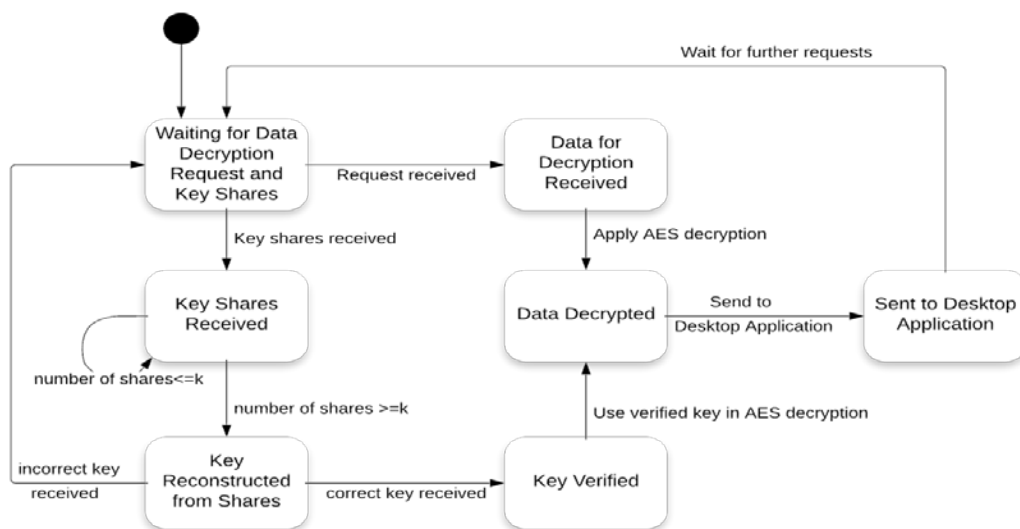 Wait for further requests
Waiting for Data
Decryption
Request and
Key Shares
Request received
Data for
Decryption
Received
Key shares received
Apply AES decryption
Key Shares
Received
Data Decrypted
Send to
Desktop Application
Sent to Desktop
Application
number of shares<=k
number of shares >=k
Use verified key in AES decryption
incorrect key
received
Key
Reconstructed
from Shares
correct key received
Key Verified